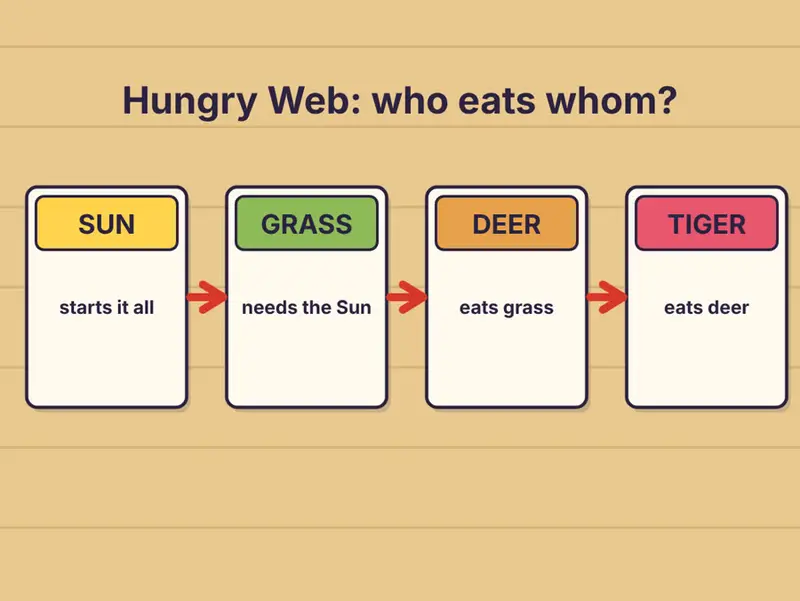 Hungry Web: who eats whom?
SUN
starts it all
GRASS
needs the Sun
DEER
eats grass
TIGER
eats deer